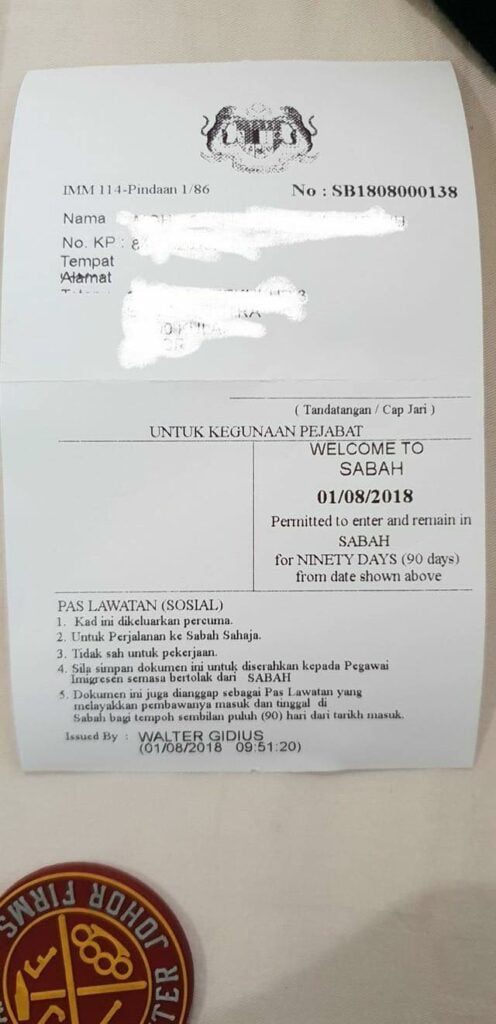 IMM 114-Pindaan 1/86
No : SB1808000138
Nama
No. KP : 8
Tempat
Alamat
( Tandatangan / Cap Jari )
UNTUK KEGUNAAN PEJABAT
WELCOME TO
SABAH
01/08/2018
Permitted to enter and remain in
SABAH
for NINETY DAYS (90 days)
from date shown above
PAS LAWATAN (SOSIAL)
1. Kad ini dikeluarkan percuma.
2. Untuk Perjalanan ke Sabah Sahaja.
3. Tidak sah untuk pekerjaan.
4. Sila simpan dokumen ini untuk diserahkan kepada Pegawai
Imigresen semasa bertolak dari SABAH
5. Dokumen ini juga dianggap sebagai Pas Lawatan yang
melayakkan pembawanya masuk dan tinggal di
Sabah bagi tempoh sembilan puluh (90) hari dari tarikh masuk.
Issued By : WALTER GIDIUS
(01/08/2018 09:51:20)
JOHOR FIRMS